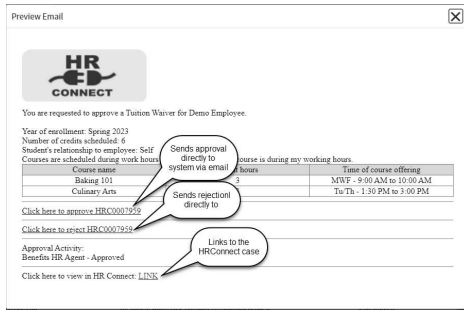 Preview Email
HR
CONNECT
You are requested to approve a Tuition Waiver for Demo Employee.
Year of enrollment: Spring 2023
Number of credits scheduled: 6
Student's relationship to employee: Self
Courses are scheduled during work hours ourse is during my working hours.
Course name hours Time of course offering
Baking 101 3 MWF - 9:00 AM to 10:00 AM
Culinary Arts Tu/Th - 1:30 PM to 3:00 PM
Sends approval
directly to
system via email
Click here to approve HRC0007959
Sends rejectionl
directly to
Click here to reject HRC0007959
Approval Activity:
Benefits HR Agent - Approved
Links to the
HRConnect case
Click here to view in HR Connect: LINK